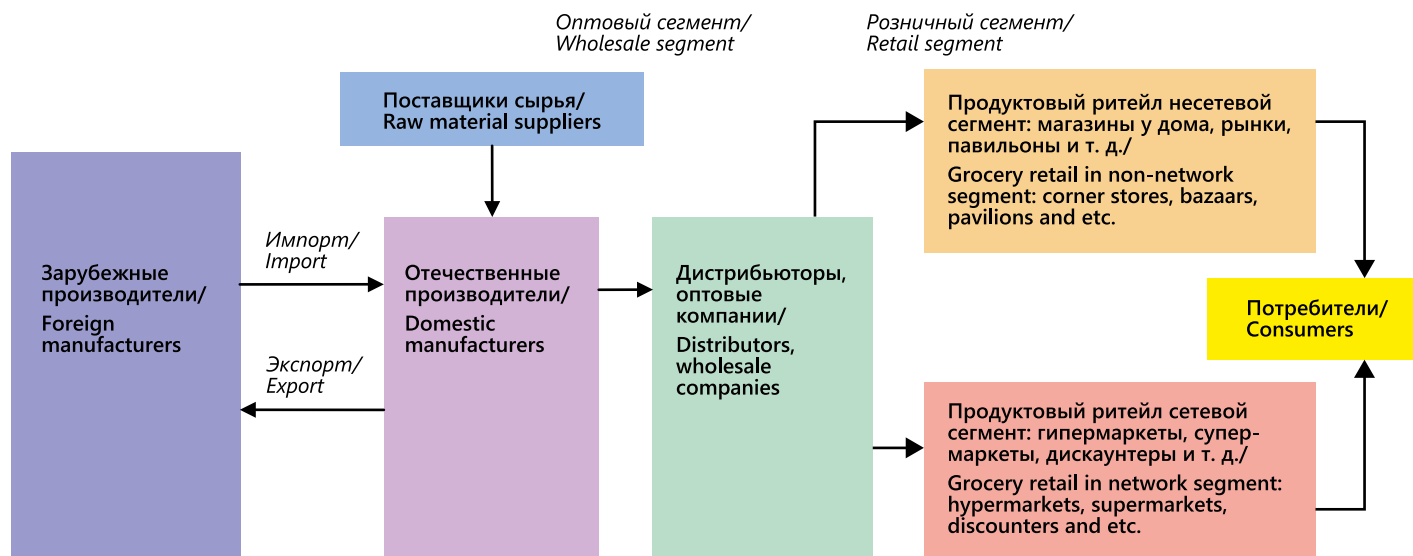 Оптовый сегмент/
Wholesale segment
Розничный сегмент/
Retail segment
Поставщики сырья/
Raw material suppliers
Зарубежные
производители/
Foreign
manufacturers
Импорт/
Import
Экспорт/
Export
Отечественные
производители/
Domestic
manufacturers
Дистрибьюторы,
оптовые
компании/
Distributors,
wholesale
companies
Продуктовый ритейл несетевой
сегмент: магазины у дома, рынки,
павильоны и т. д./
Grocery retail in non-network
segment: corner stores, bazaars,
pavilions and etc.
Продуктовый ритейл сетевой
сегмент: гипермаркеты, супер-
маркеты, дискаунтеры и т. д./
Grocery retail in network segment:
hypermarkets, supermarkets,
discounters and etc.
Потребители/
Consumers